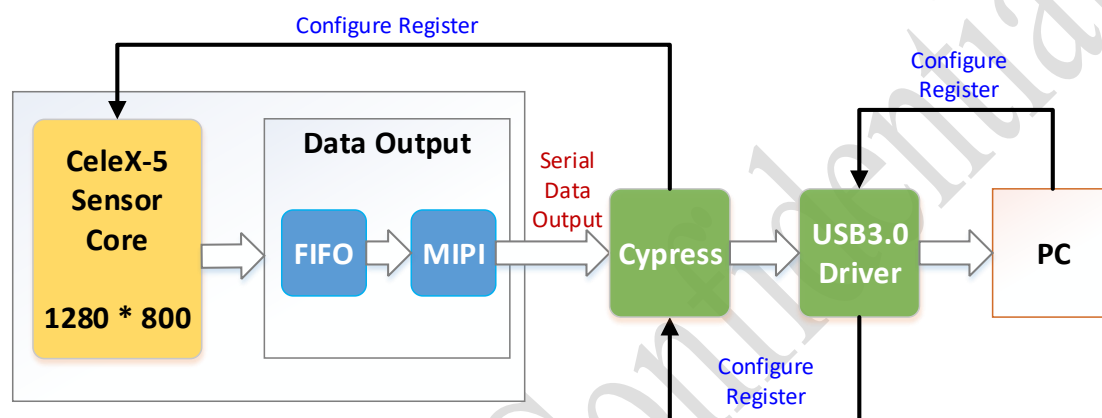 Configure Register
Configure
Register
CeleX-5
Sensor
Core
1280 * 800
Data Output
FIFO
MIPI
Serial
Data
Output
Cypress
USB3.0
Driver
PC
Configure
Register
Confidential